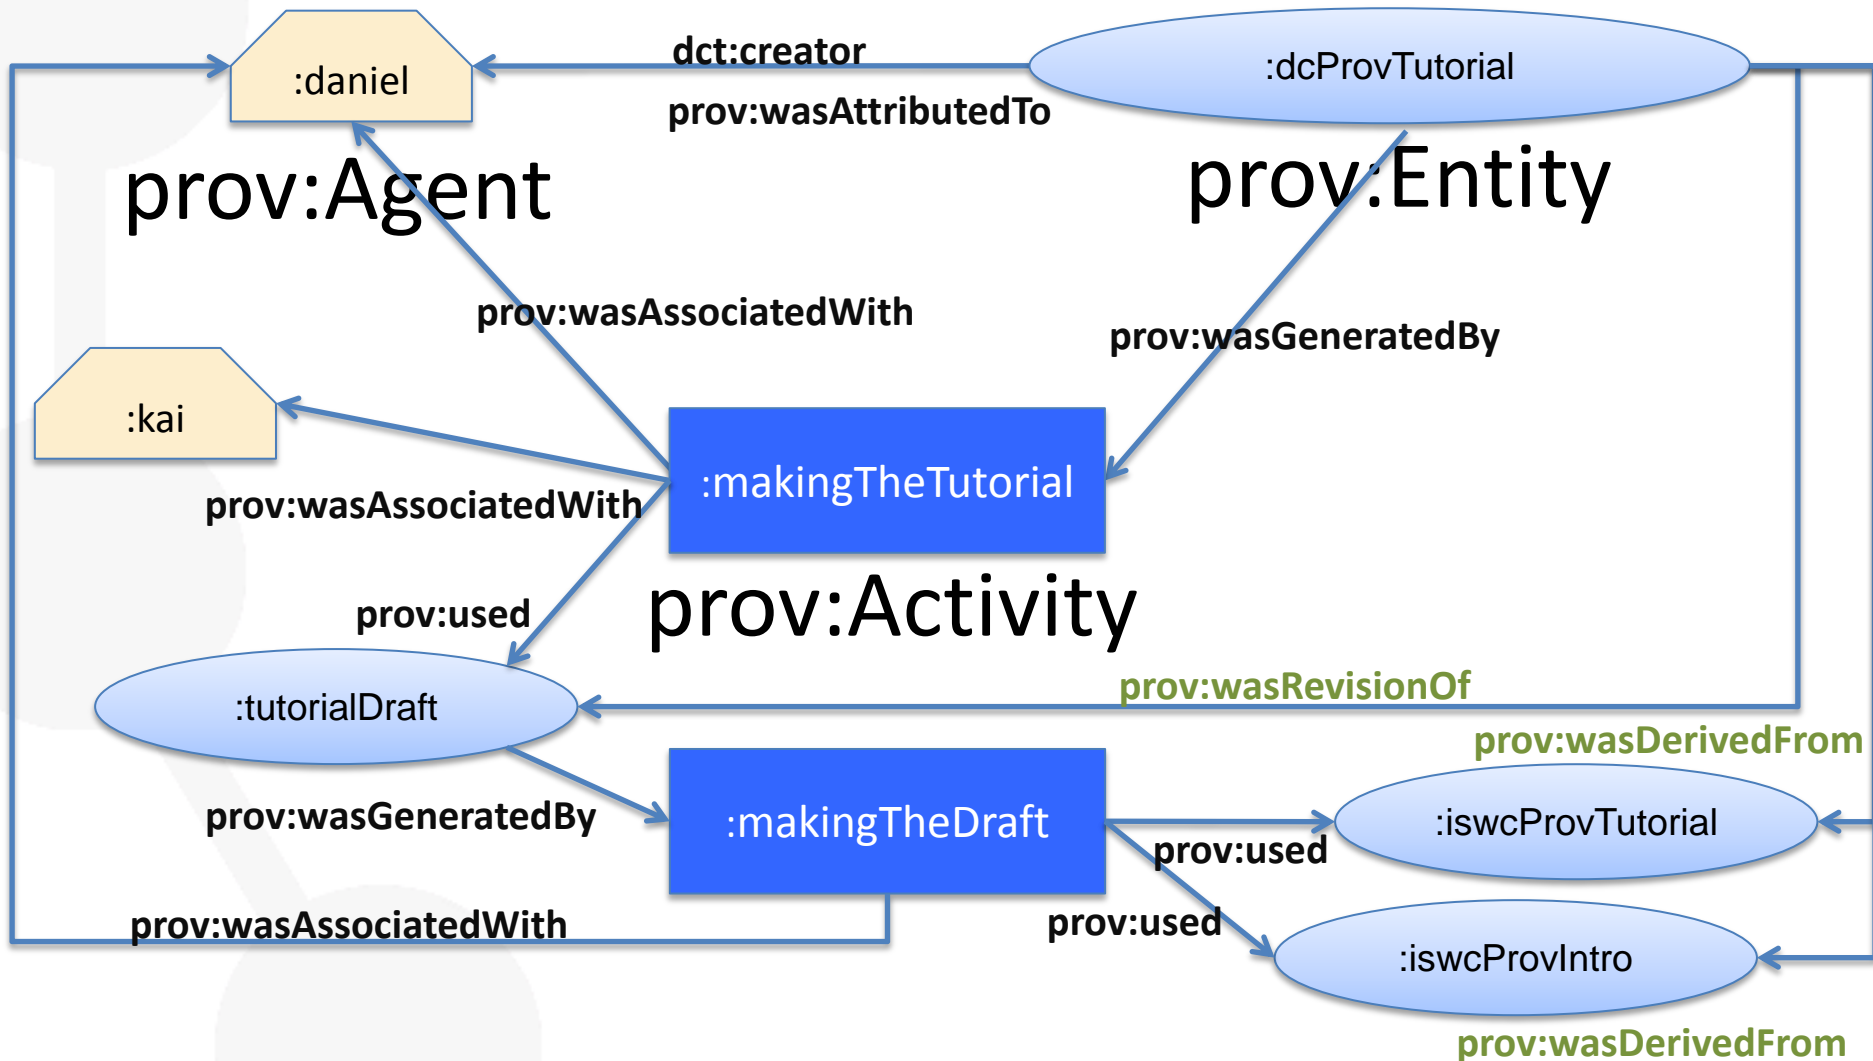 dct:creator
:dcProvTutorial
:daniel
prov:wasAttributedTo
prov:Agent
prov:Entity
prov:wasAssociatedWith
prov:wasGeneratedBy
:kai
:makingTheTutorial
prov:wasAssociatedWith
prov:used
prov:Activity
:tutorialDraft
prov:wasRevisionOf
prov:wasDerivedFrom
prov:wasGeneratedBy
:makingTheDraft
:iswcProvTutorial
prov:used
prov:wasAssociatedWith
prov:used
:iswcProvIntro
prov:wasDerivedFrom